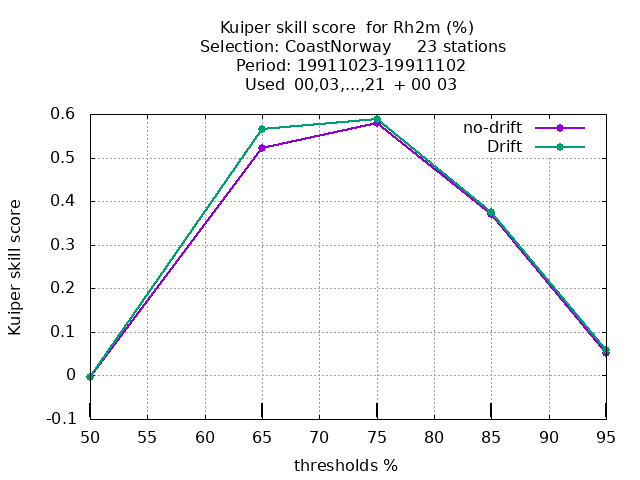 Kuiper skill score  for Rh2m (%)
Selection: CoastNorway     23 stations
Period: 19911023-19911102
Used  00,03,...,21  + 00 03
no-drift
Drift
Kuiper skill score
0.6
0.5
0.4
0.3
0.2
0.1
0
-0.1
50 55 60 65 70 75 80 85 90 95
thresholds %